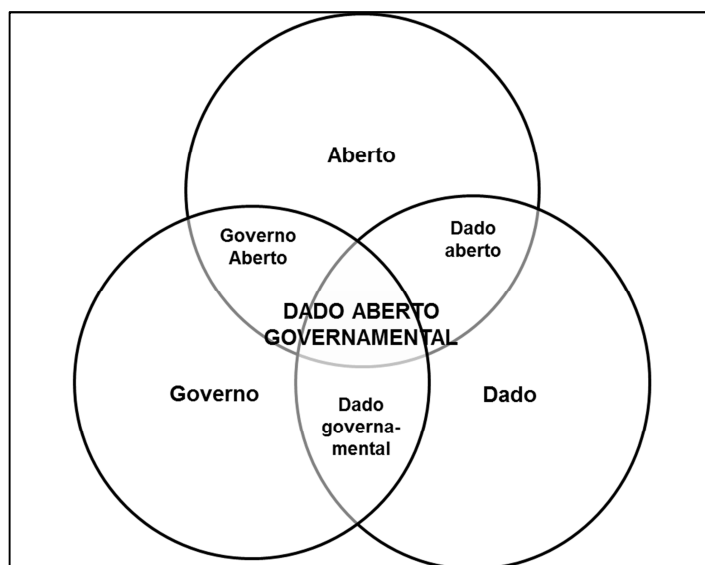 Aberto
Governo
Aberto
Dado
aberto
DADO ABERTO
GOVERNAMENTAL
Governo
Dado
Dado
governa-
mental